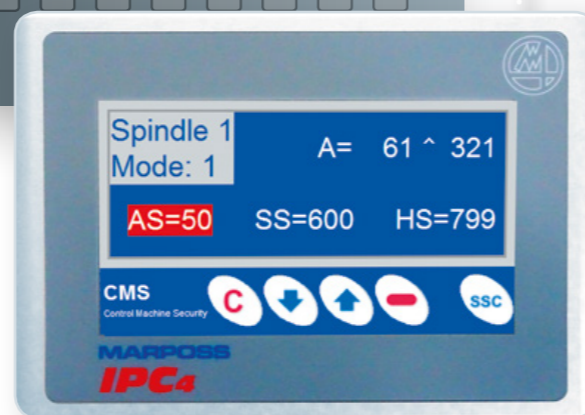 Spindle 1
Mode: 1
A= 61 ^ 321
AS=50 SS=600 HS=799
CMS
Control Machine Security
C
SSC
MARPOSS
IPC4